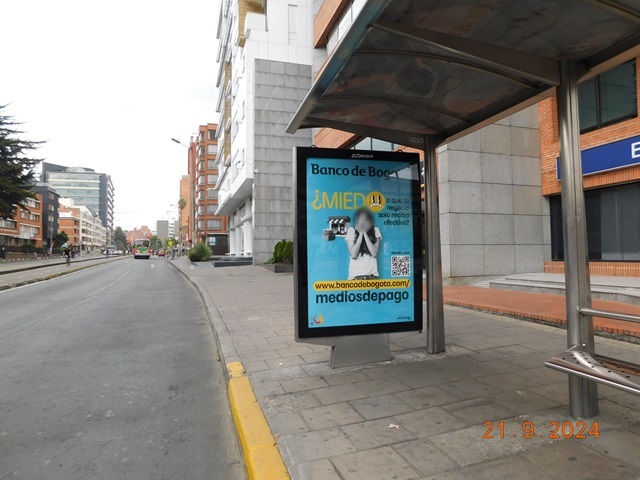 JCDecaux
Banco de Bogo
¿MIEDO
a que su
negocio
solo reciba
efectivo?
www.bancodebogota.com/
mediosdepago
21.9.2024